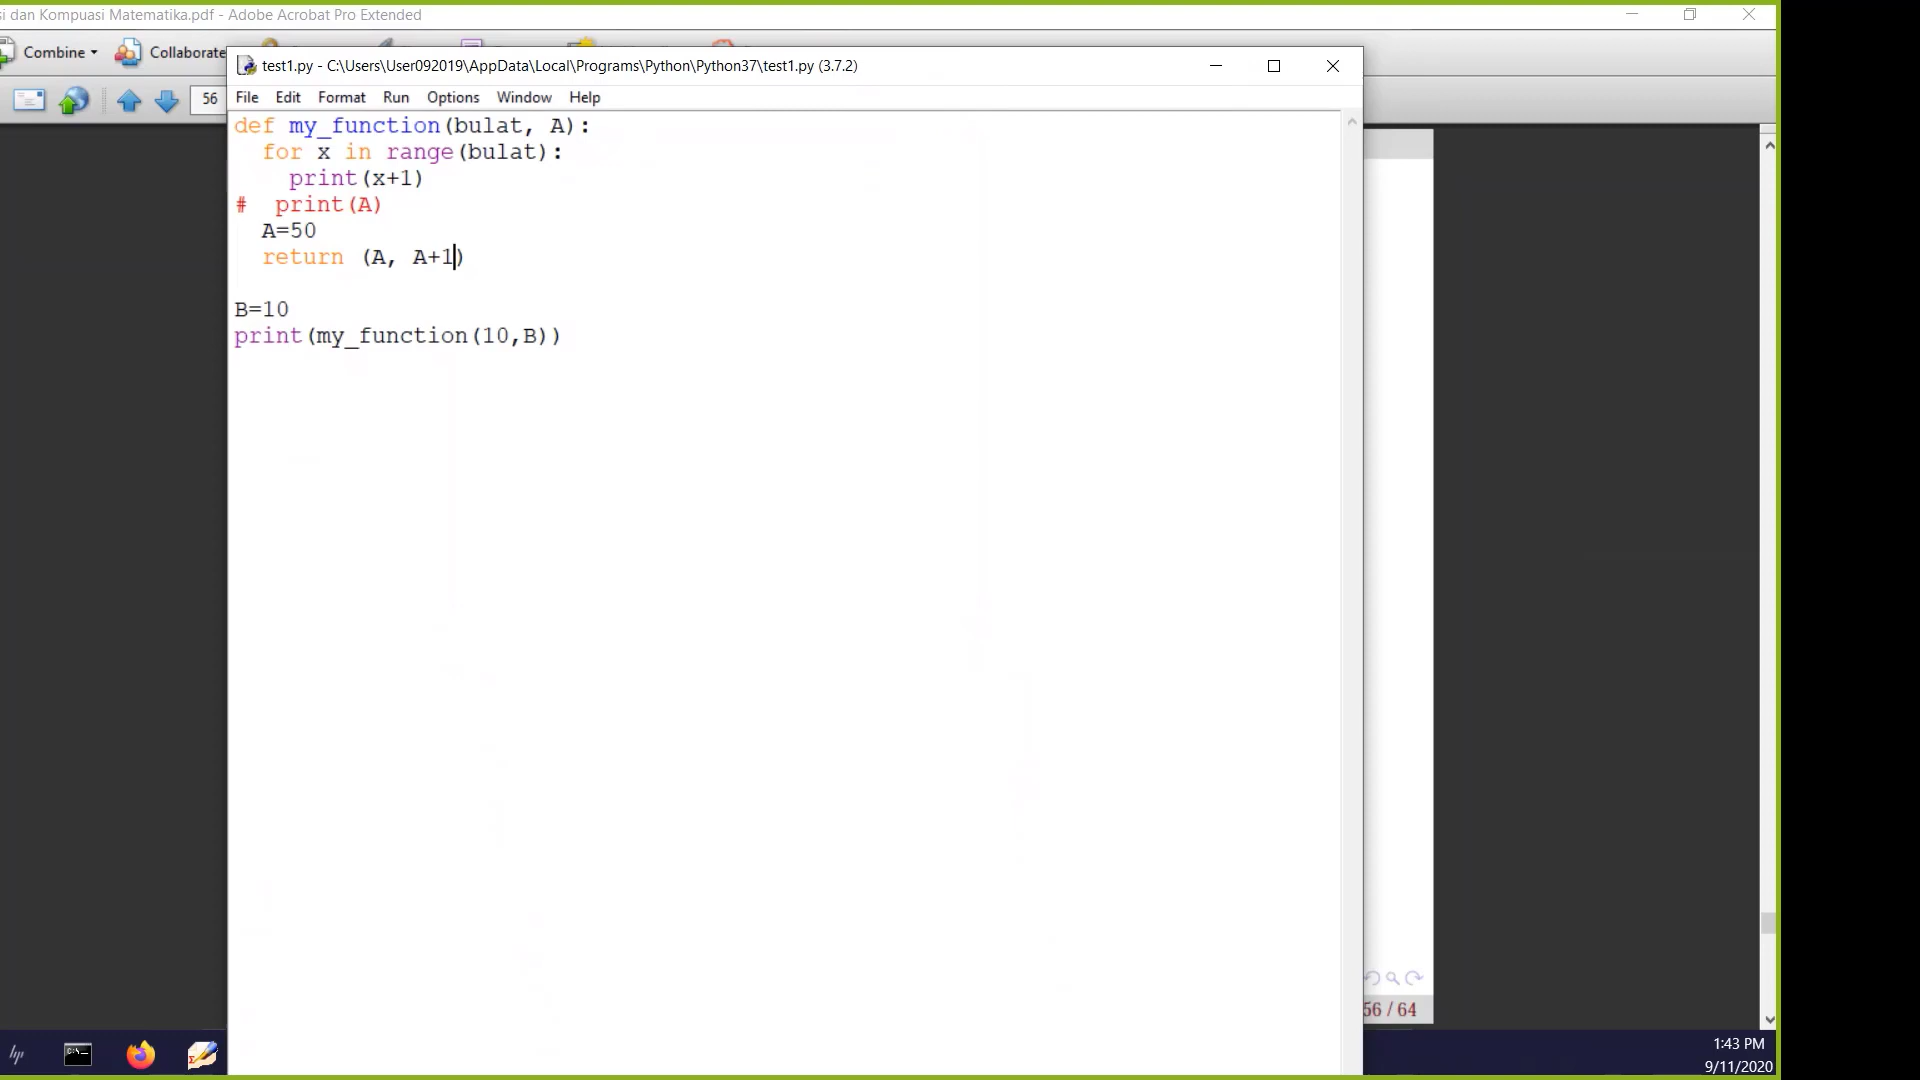 si dan Kompuasi Matematika.pdf - Adobe Acrobat Pro Extended
Combine
Collaborate
test1.py - C:\Users\User092019\AppData\Local\Programs\Python\Python37\test1.py (3.7.2)
56
File Edit Format Run Options Window Help
def my_function(bulat, A):
  for x in range(bulat):
    print(x+1)
#  print(A)
  A=50
  return (A, A+1)
B=10
print(my_function(10,B))
56 / 64
hp
C:\_
1:43 PM
9/11/2020